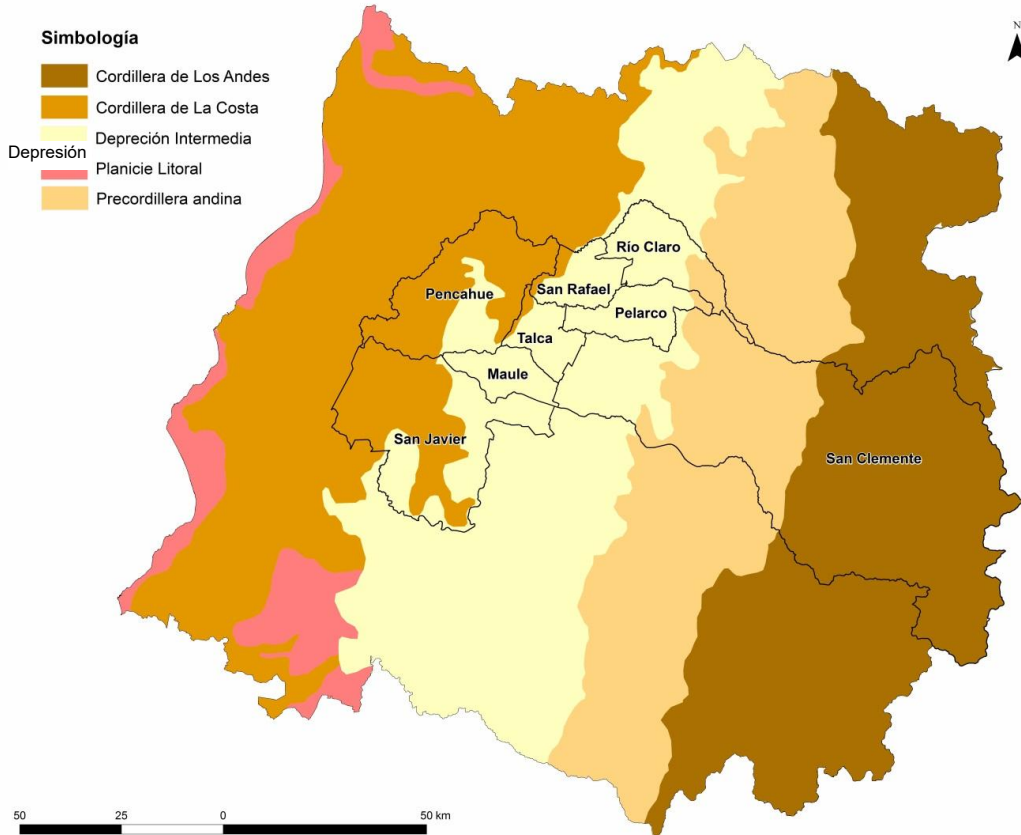 N
Simbología
Cordillera de Los Andes
Cordillera de La Costa
Depreción Intermedia
Depresión
Planicie Litoral
Precordillera andina
Río Claro
San Rafael
Pencahue
Pelarco
Talca
Maule
San Javier
San Clemente
50 25 0 50 km